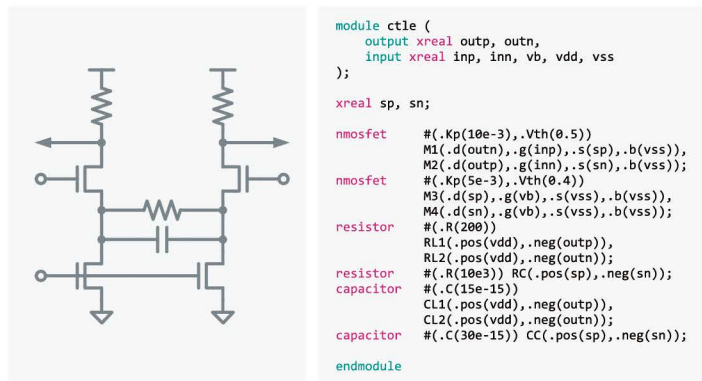 module ctle (
output xreal outp, outn,
input xreal inp, inn, vb, vdd, vss
);
xreal sp, sn;
nmosfet #(.Kp(10e-3),.Vth(0.5))
M1(.d(outn),.g(inp),.s(sp),.b(vss)),
M2(.d(outp),.g(inn),.s(sn),.b(vss));
nmosfet #(.Kp(5e-3),.Vth(0.4))
M3(.d(sp),.g(vb),.s(vss),.b(vss)),
M4(.d(sn),.g(vb),.s(vss),.b(vss));
resistor #(.R(200))
RL1(.pos(vdd),.neg(outp)),
RL2(.pos(vdd),.neg(outn));
resistor #(.R(10e3)) RC(.pos(sp),.neg(sn));
capacitor #(.C(15e-15))
CL1(.pos(vdd),.neg(outp)),
CL2(.pos(vdd),.neg(outn));
capacitor #(.C(30e-15)) CC(.pos(sp),.neg(sn));
endmodule